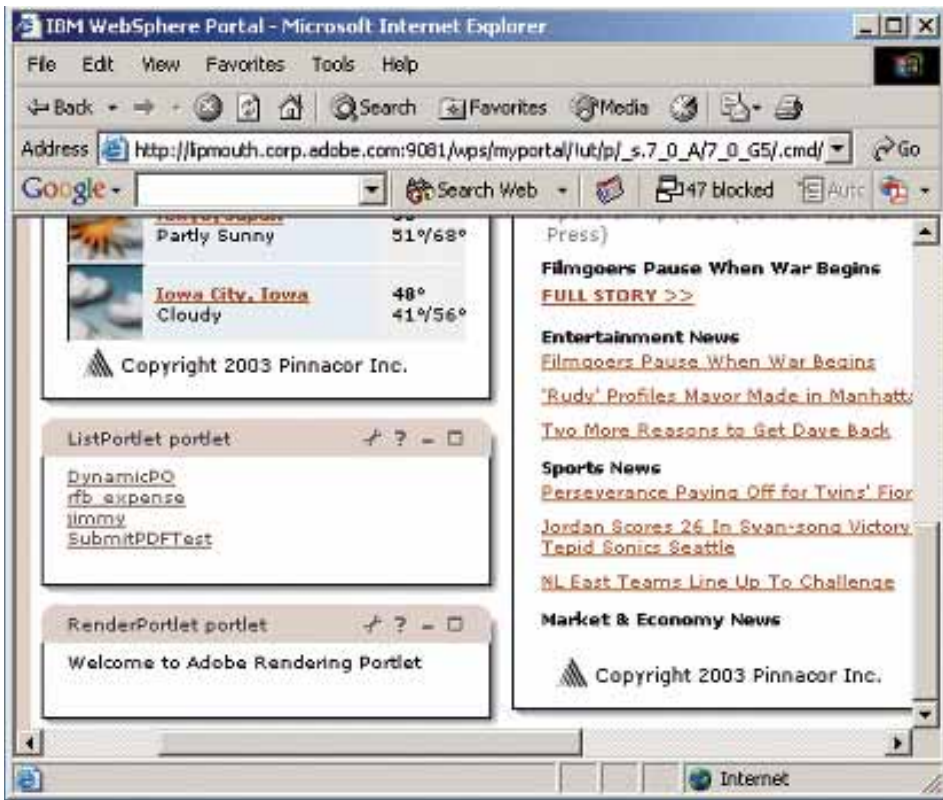 IBM WebSphere Portal - Microsoft Internet Explorer
File Edit View Favorites Tools Help
Back Search Favorites Media
Address http://lipmouth.corp.adobe.com:9081/wps/myportal/!ut/p/_s.7_0_A/7_0_G5/.cmd/ Go
Google Search Web 47 blocked Auto
Partly Sunny 51°/68°
Iowa City, Iowa 48°
Cloudy 41°/56°
Copyright 2003 Pinnacor Inc.
ListPortlet portlet
DynamicPO
rfb_expense
jimmy
SubmitPDFTest
RenderPortlet portlet
Welcome to Adobe Rendering Portlet
Press)
Filmgoers Pause When War Begins
FULL STORY >>
Entertainment News
Filmgoers Pause When War Begins
'Rudy' Profiles Mayor Made in Manhatt
Two More Reasons to Get Dave Back
Sports News
Perseverance Paying Off for Twins' Fior
Jordan Scores 26 In Swan-song Victory
Tepid Sonics Seattle
NL East Teams Line Up To Challenge
Market & Economy News
Copyright 2003 Pinnacor Inc.
Internet